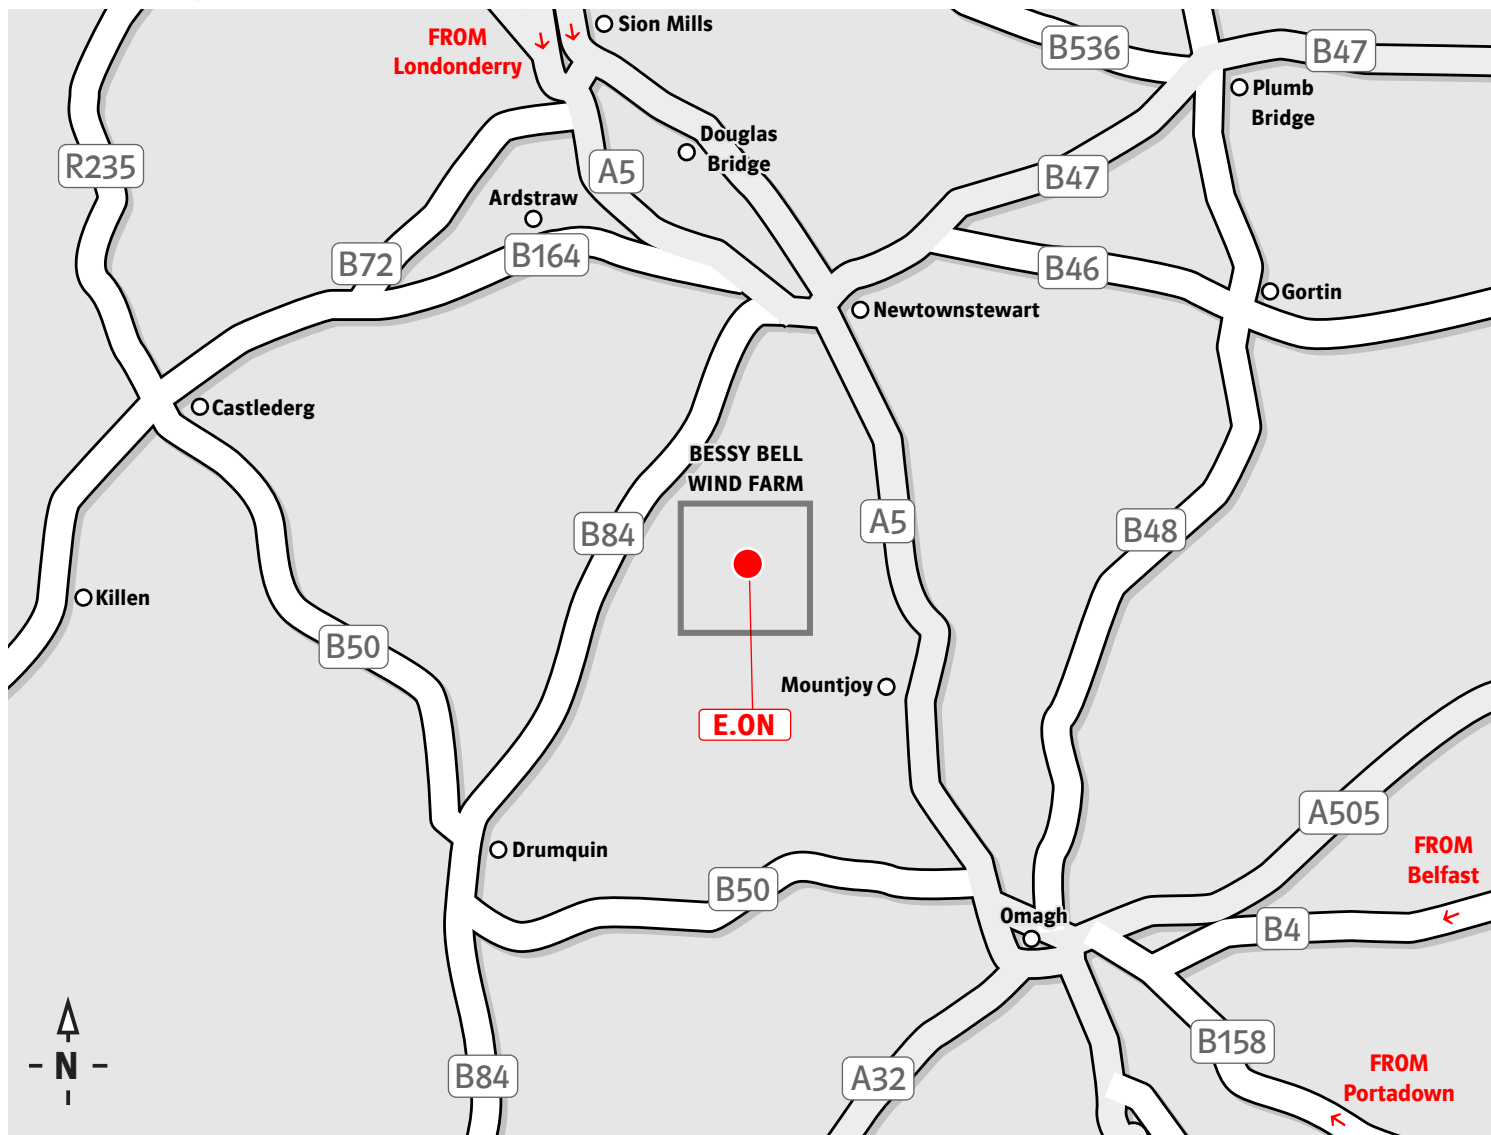 Sion Mills
FROM
Londonderry
B536
B47
Plumb
Bridge
Douglas
Bridge
R235
A5
B47
Ardstraw
B72
B164
B46
Gortin
Newtownstewart
Castlederg
BESSY BELL
WIND FARM
B84
A5
B48
Killen
B50
Mountjoy
E.ON
A505
FROM
Belfast
Drumquin
B50
Omagh
B4
N
B84
A32
B158
FROM
Portadown